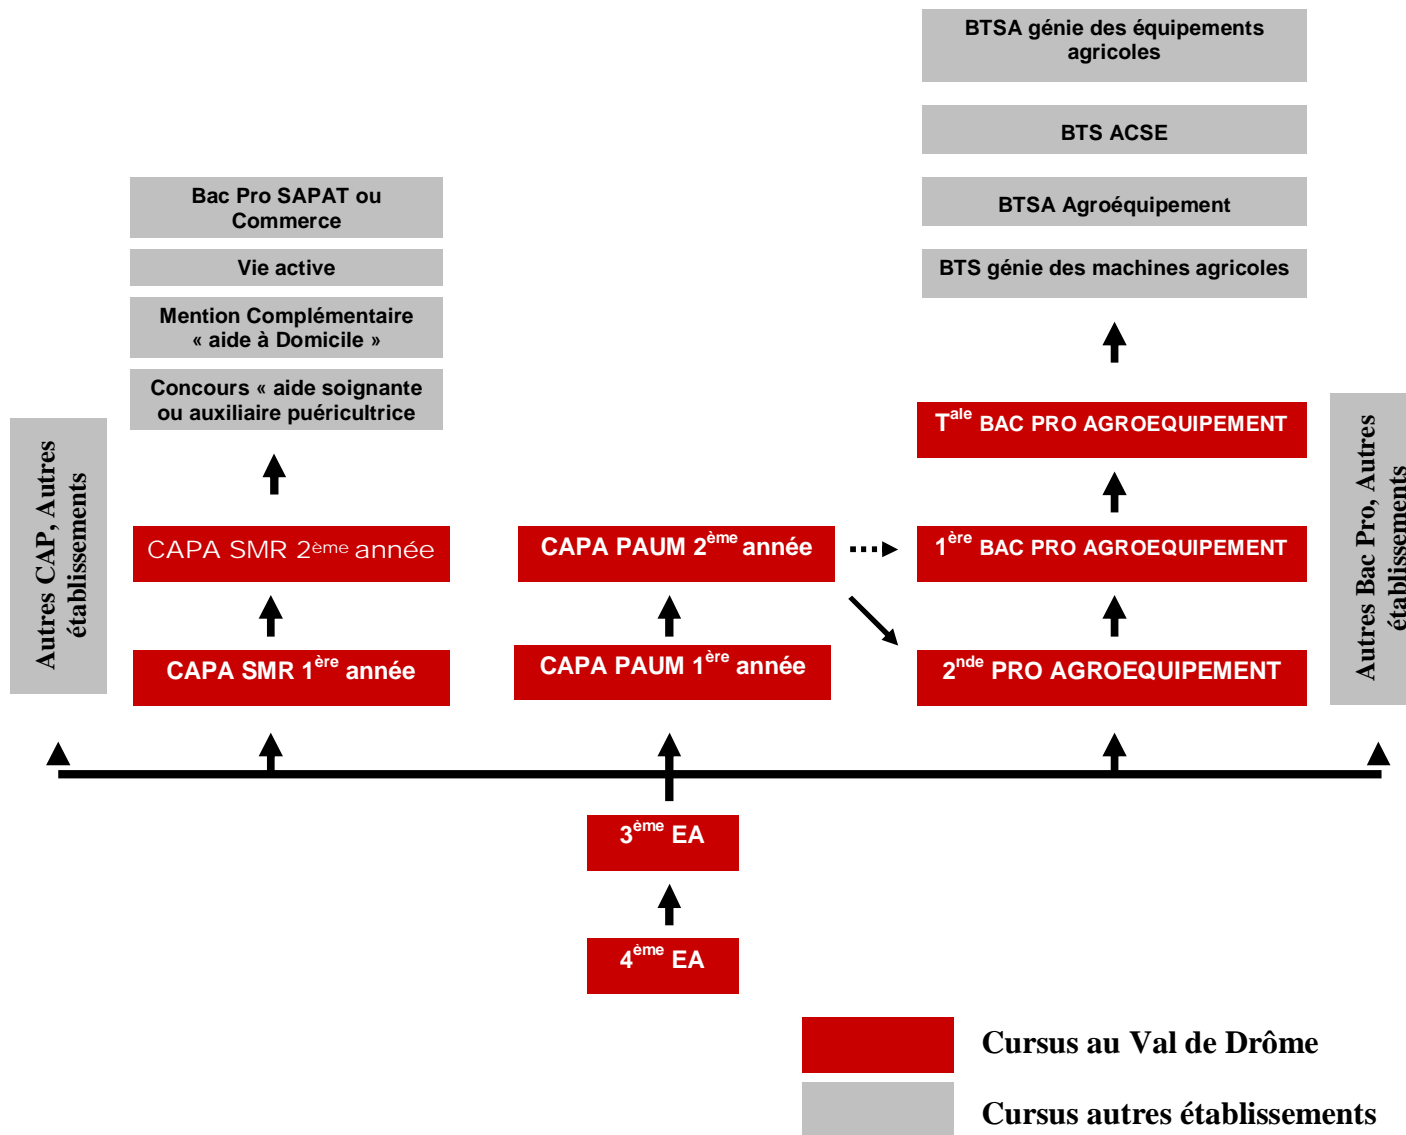 BTSA génie des équipements
agricoles
BTS ACSE
BTSA Agroéquipement
BTS génie des machines agricoles
Bac Pro SAPAT ou
Commerce
Vie active
Mention Complémentaire
« aide à Domicile »
Concours « aide soignante
ou auxiliaire puéricultrice
Autres CAP, Autres
établissements
CAPA SMR 2ème année
CAPA SMR 1ère année
CAPA PAUM 2ème année
CAPA PAUM 1ère année
Tale BAC PRO AGROEQUIPEMENT
1ère BAC PRO AGROEQUIPEMENT
2nde PRO AGROEQUIPEMENT
Autres Bac Pro, Autres
établissements
3ème EA
4ème EA
Cursus au Val de Drôme
Cursus autres établissements